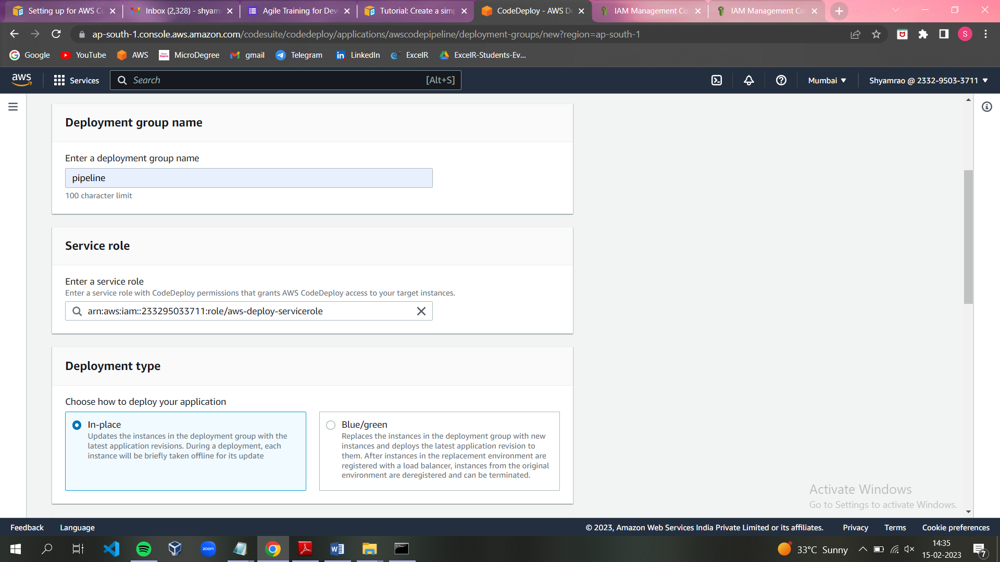 Setting up for AWS Co
Inbox (2,328) - shyam
Agile Training for Dev
Tutorial: Create a simp
CodeDeploy - AWS De
IAM Management Co
IAM Management Co
ap-south-1.console.aws.amazon.com/codesuite/codedeploy/applications/awscodepipeline/deployment-groups/new?region=ap-south-1
S
Google
YouTube
AWS
MicroDegree
gmail
Telegram
LinkedIn
ExcelR
ExcelR-Students-Ev...
aws
Services
Search
[Alt+S]
Mumbai
Shyamrao @ 2332-9503-3711
Deployment group name
Enter a deployment group name
pipeline
100 character limit
Service role
Enter a service role
Enter a service role with CodeDeploy permissions that grants AWS CodeDeploy access to your target instances.
arn:aws:iam::233295033711:role/aws-deploy-servicerole
Deployment type
Choose how to deploy your application
In-place
Updates the instances in the deployment group with the
latest application revisions. During a deployment, each
instance will be briefly taken offline for its update
Blue/green
Replaces the instances in the deployment group with new
instances and deploys the latest application revision to
them. After instances in the replacement environment are
registered with a load balancer, instances from the original
environment are deregistered and can be terminated.
Activate Windows
Go to Settings to activate Windows.
Feedback
Language
© 2023, Amazon Web Services India Private Limited or its affiliates.
Privacy
Terms
Cookie preferences
zoom
33°C Sunny
14:35
15-02-2023
7